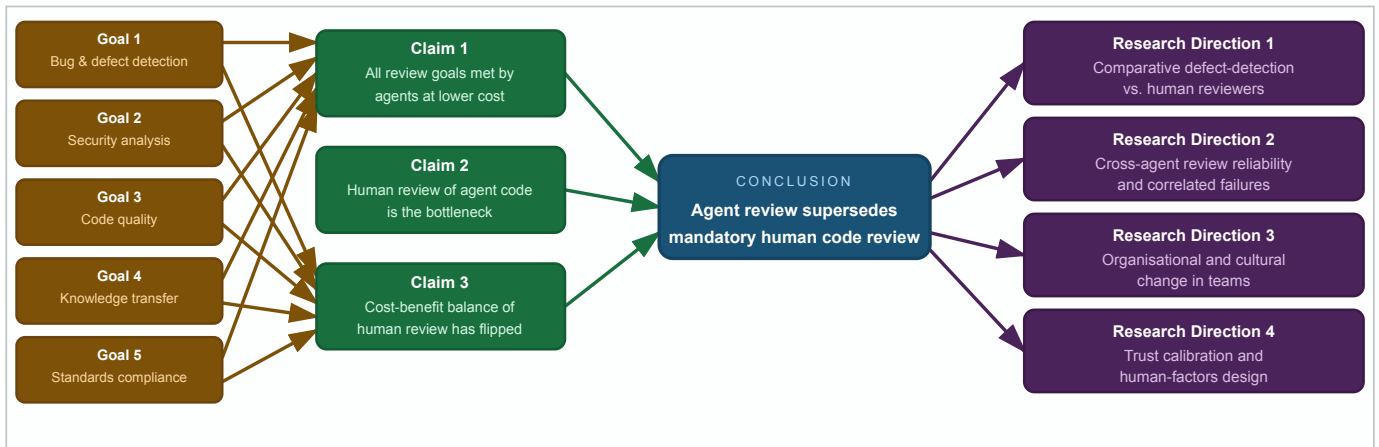 Goal 1
Bug & defect detection
Goal 2
Security analysis
Goal 3
Code quality
Goal 4
Knowledge transfer
Goal 5
Standards compliance
Claim 1
All review goals met by
agents at lower cost
Claim 2
Human review of agent code
is the bottleneck
Claim 3
Cost-benefit balance of
human review has flipped
CONCLUSION
Agent review supersedes
mandatory human code review
Research Direction 1
Comparative defect-detection
vs. human reviewers
Research Direction 2
Cross-agent review reliability
and correlated failures
Research Direction 3
Organisational and cultural
change in teams
Research Direction 4
Trust calibration and
human-factors design